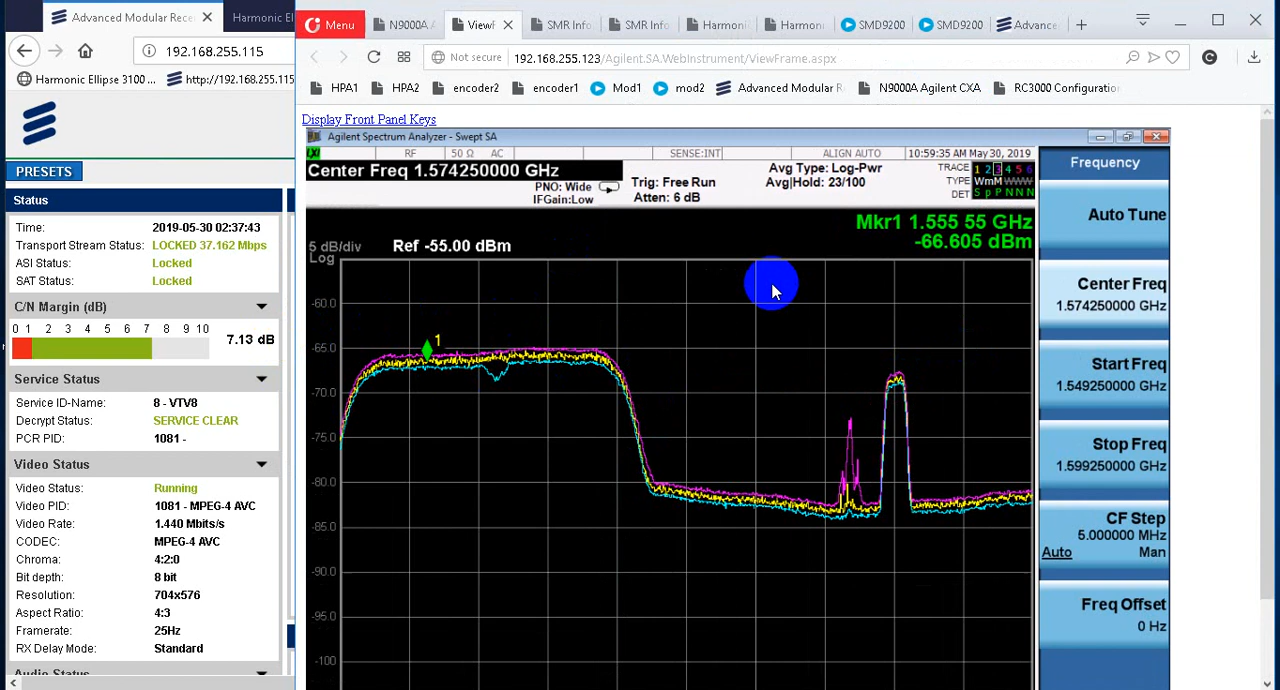 Advanced Modular Rece
Harmonic El
192.168.255.115
Harmonic Ellipse 3100 ...
http://192.168.255.115
PRESETS
Status
Time: 2019-05-30 02:37:43
Transport Stream Status: LOCKED 37.162 Mbps
ASI Status: Locked
SAT Status: Locked
C/N Margin (dB)
0 1 2 3 4 5 6 7 8 9 10
7.13 dB
Service Status
Service ID-Name: 8 - VTV8
Decrypt Status: SERVICE CLEAR
PCR PID: 1081 -
Video Status
Video Status: Running
Video PID: 1081 - MPEG-4 AVC
Video Rate: 1.440 Mbits/s
CODEC: MPEG-4 AVC
Chroma: 4:2:0
Bit depth: 8 bit
Resolution: 704x576
Aspect Ratio: 4:3
Framerate: 25Hz
RX Delay Mode: Standard
Audio Status
Menu
N9000A A
ViewF
SMR Info
SMR Info
Harmoni
Harmoni
SMD9200
SMD9200
Advance
Not secure 192.168.255.123/Agilent.SA.WebInstrument/ViewFrame.aspx
HPA1 HPA2 encoder2 encoder1 Mod1 mod2 Advanced Modular R N9000A Agilent CXA RC3000 Configuratio
Display Front Panel Keys
Agilent Spectrum Analyzer - Swept SA
LXI RF 50 Ω AC SENSE:INT ALIGN AUTO 10:59:35 AM May 30, 2019
Center Freq 1.574250000 GHz
PNO: Wide
IFGain:Low
Trig: Free Run
Atten: 6 dB
Avg Type: Log-Pwr
Avg|Hold: 23/100
TRACE 1 2 3 4 5 6
TYPE WwMWWW
DET S p P N N N
Mkr1 1.555 55 GHz
-66.605 dBm
5 dB/div Ref -55.00 dBm
Log
1
-60.0
-65.0
-70.0
-75.0
-80.0
-85.0
-90.0
-95.0
-100
Frequency
Auto Tune
Center Freq
1.574250000 GHz
Start Freq
1.549250000 GHz
Stop Freq
1.599250000 GHz
CF Step
5.000000 MHz
Auto Man
Freq Offset
0 Hz